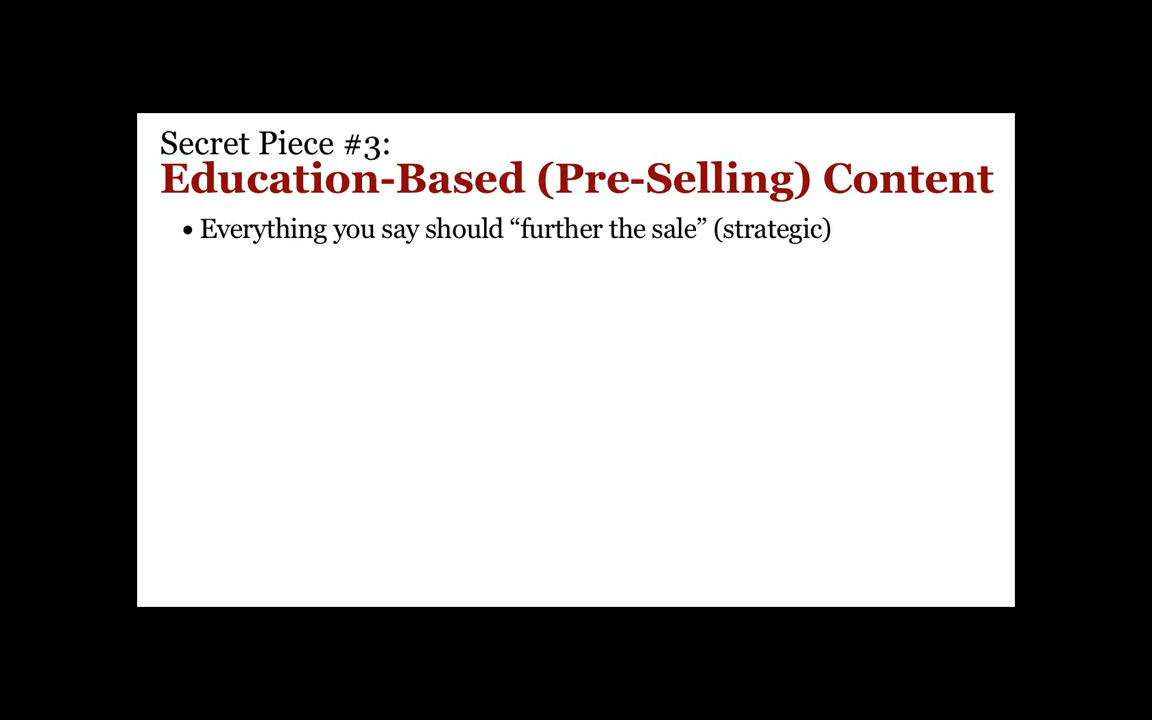 Secret Piece #3:
Education-Based (Pre-Selling) Content
• Everything you say should “further the sale” (strategic)